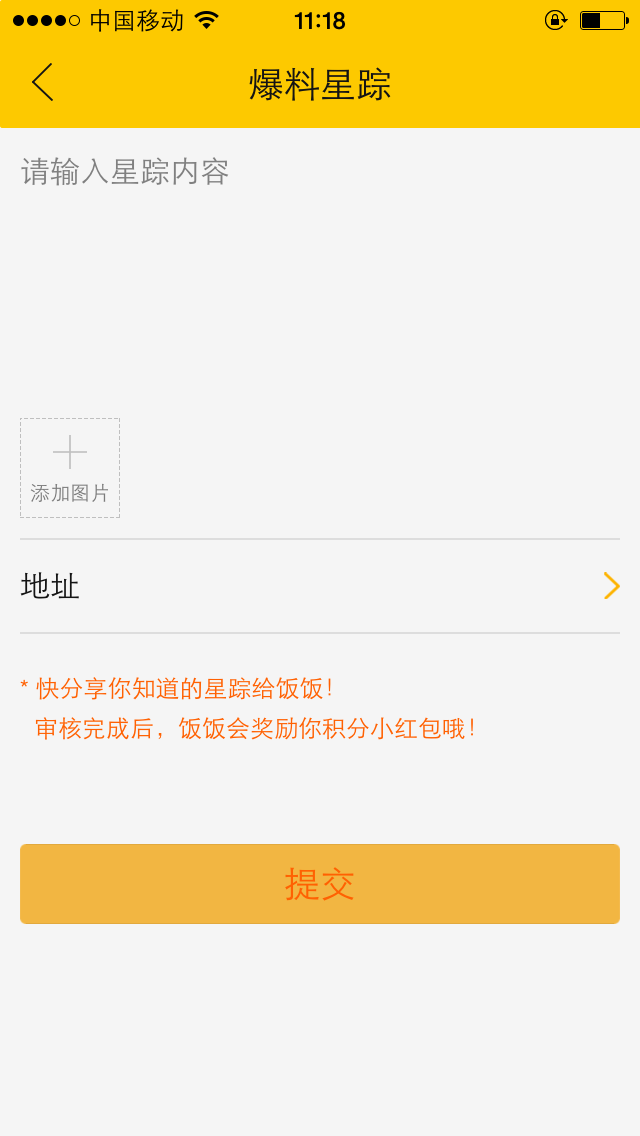 中国移动 11:18
爆料星踪
请输入星踪内容
添加图片
地址
* 快分享你知道的星踪给饭饭！
审核完成后，饭饭会奖励你积分小红包哦！
提交